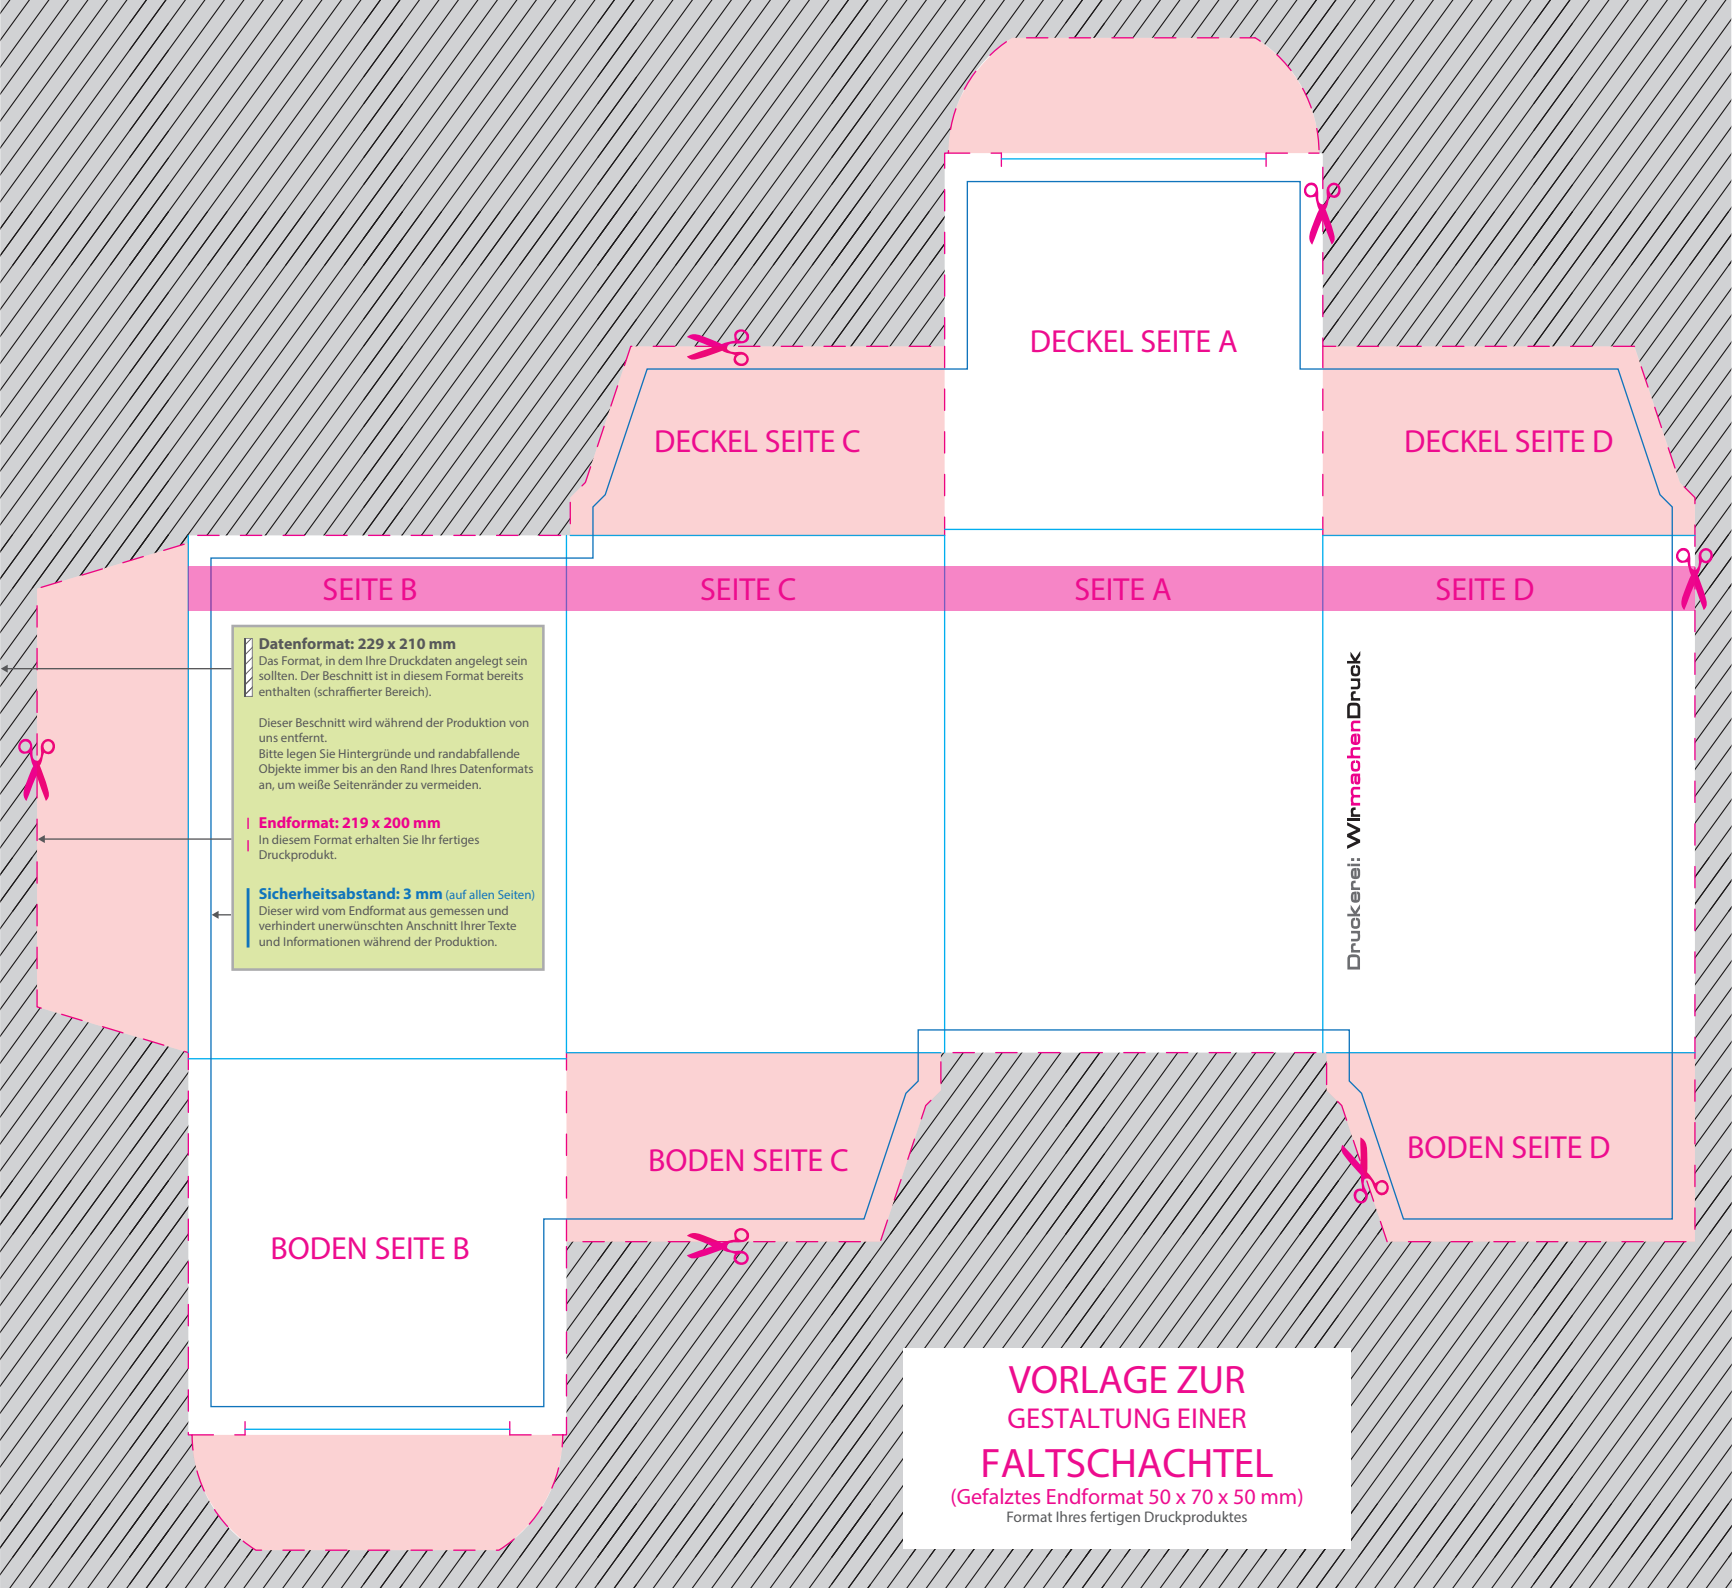 DECKEL SEITE A
DECKEL SEITE C
DECKEL SEITE D
SEITE B
SEITE C
SEITE A
SEITE D
Datenformat: 229 x 210 mm
Das Format, in dem Ihre Druckdaten angelegt sein
sollten. Der Beschnitt ist in diesem Format bereits
enthalten (schraffierter Bereich).
Dieser Beschnitt wird während der Produktion von
uns entfernt.
Bitte legen Sie Hintergründe und randabfallende
Objekte immer bis an den Rand Ihres Datenformats
an, um weiße Seitenränder zu vermeiden.
Endformat: 219 x 200 mm
In diesem Format erhalten Sie Ihr fertiges
Druckprodukt.
Sicherheitsabstand: 3 mm (auf allen Seiten)
Dieser wird vom Endformat aus gemessen und
verhindert unerwünschten Anschnitt Ihrer Texte
und Informationen während der Produktion.
Druckerei: WIrmachenDruck
BODEN SEITE C
BODEN SEITE D
BODEN SEITE B
VORLAGE ZUR
GESTALTUNG EINER
FALTSCHACHTEL
(Gefalztes Endformat 50 x 70 x 50 mm)
Format Ihres fertigen Druckproduktes